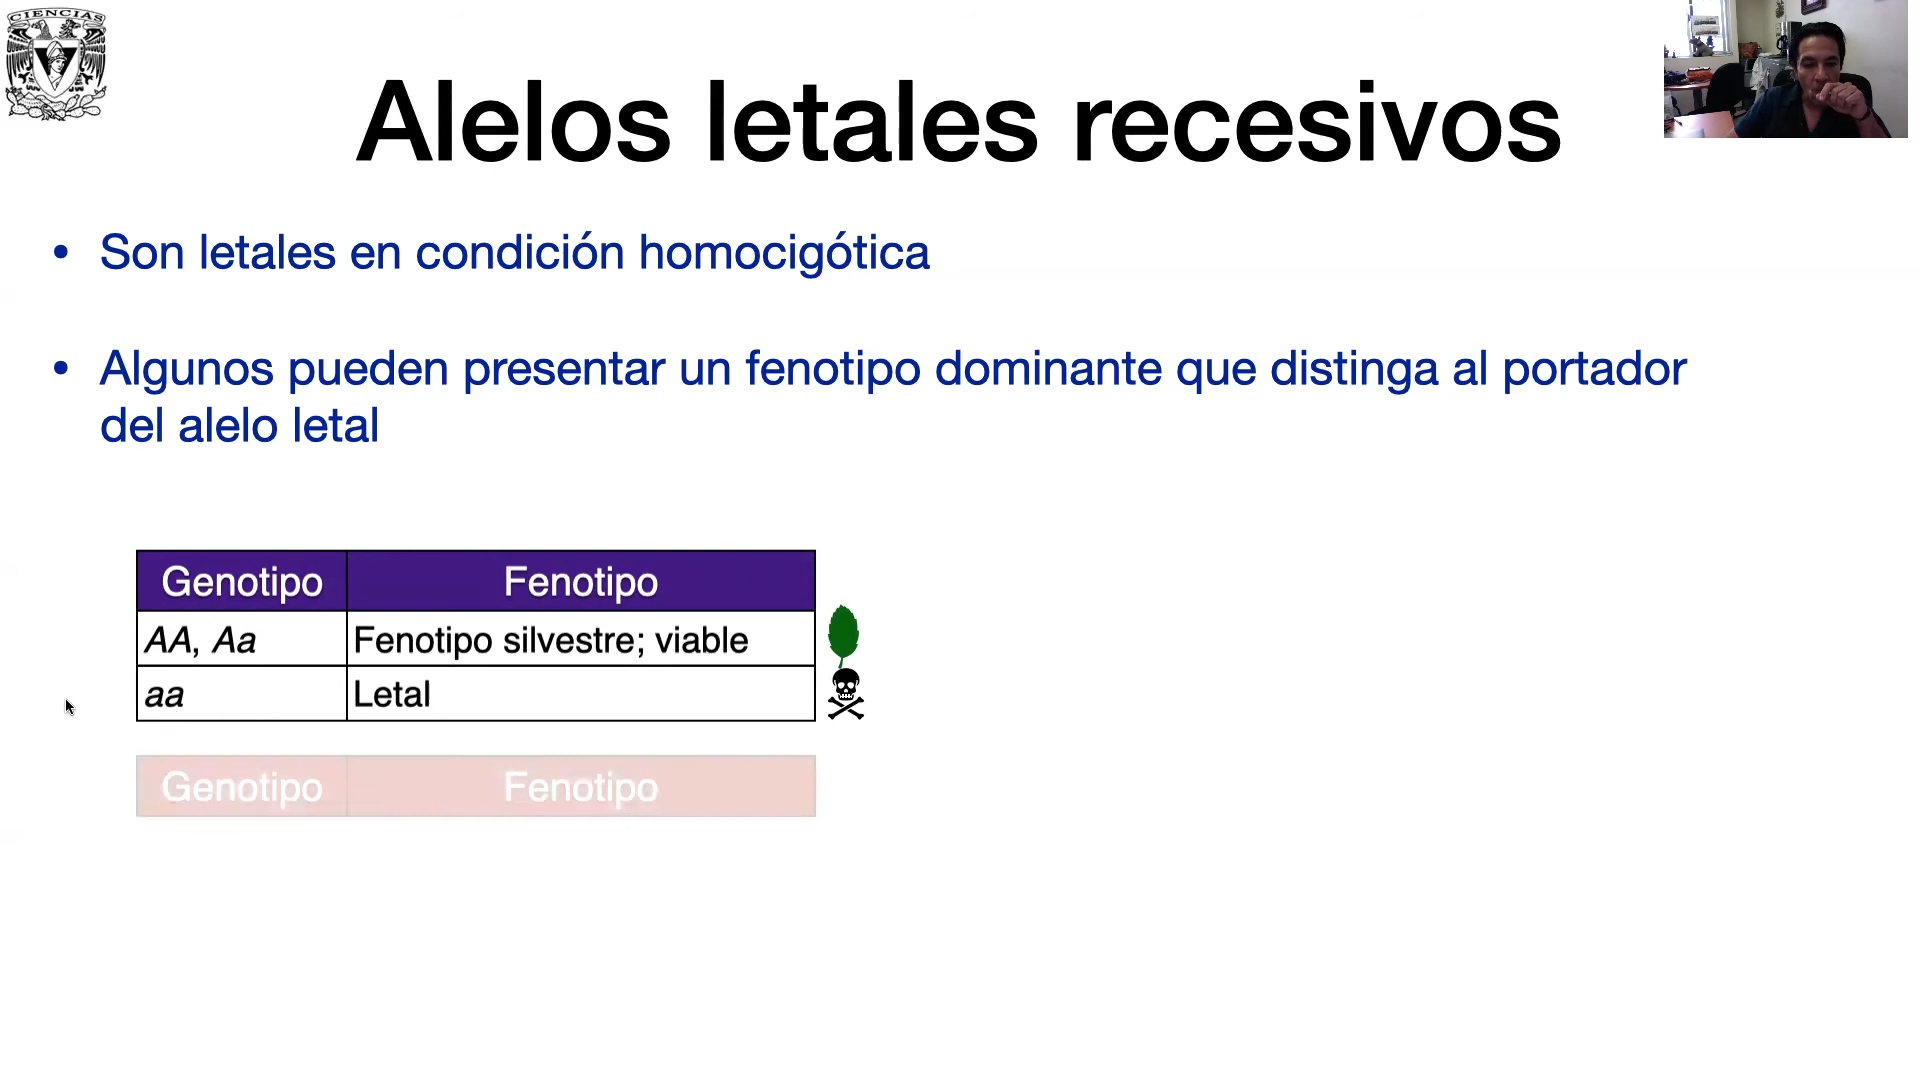 CIENCIAS
Alelos letales recesivos
• Son letales en condición homocigótica
• Algunos pueden presentar un fenotipo dominante que distinga al portador
del alelo letal
Genotipo Fenotipo
AA, Aa Fenotipo silvestre; viable
aa Letal
Genotipo Fenotipo